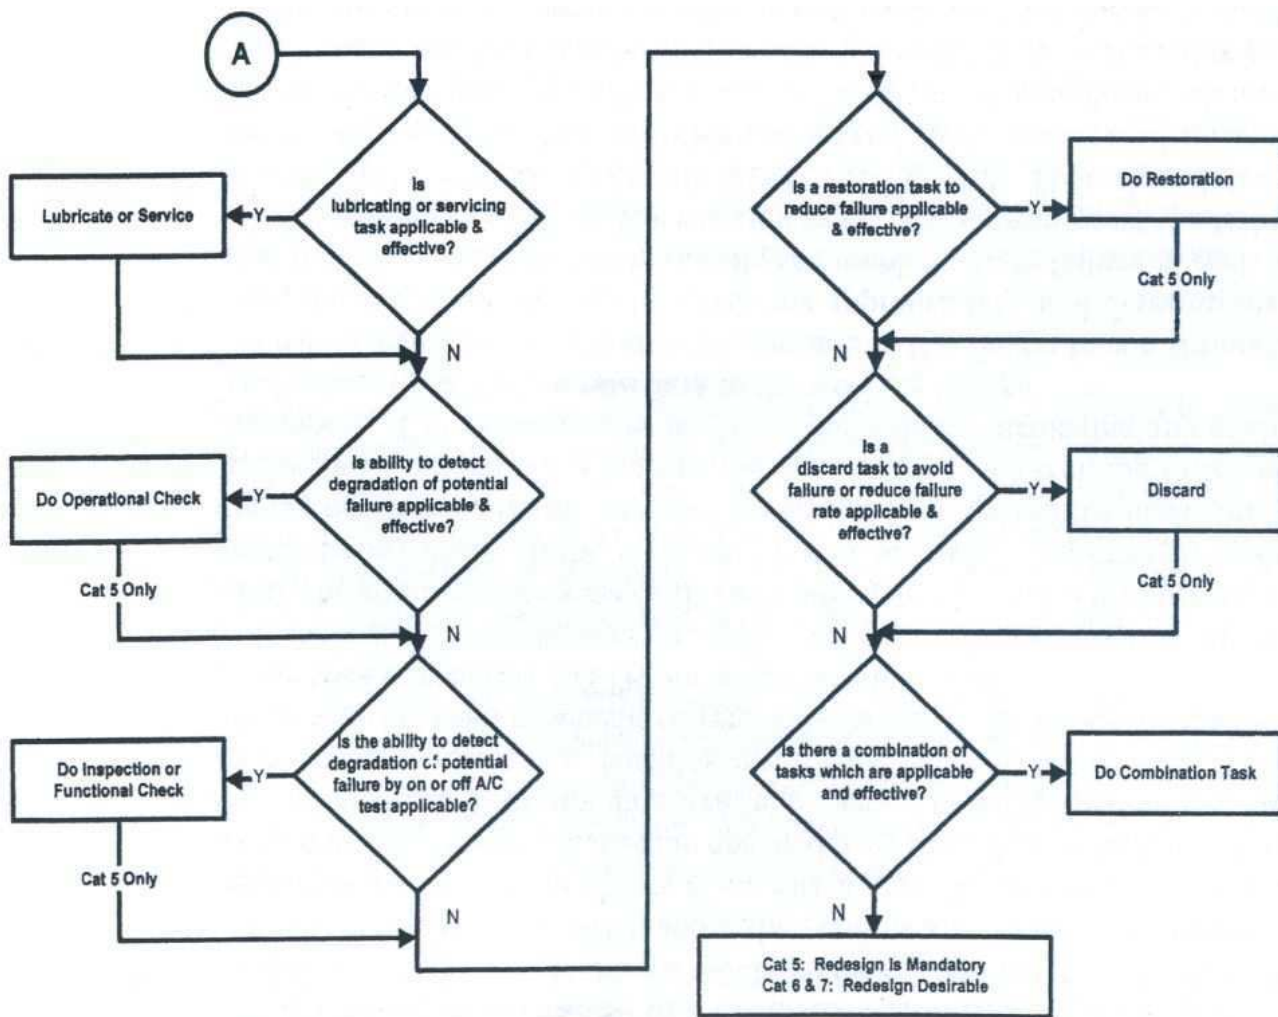 A
Is
lubricating or servicing
task applicable &
effective?
Y
Lubricate or Service
N
Is ability to detect
degradation of potential
failure applicable &
effective?
Y
Do Operational Check
Cat 5 Only
N
Is the ability to detect
degradation of potential
failure by on or off A/C
test applicable?
Y
Do Inspection or
Functional Check
Cat 5 Only
N
Is a restoration task to
reduce failure applicable
& effective?
Y
Do Restoration
Cat 5 Only
N
Is a
discard task to avoid
failure or reduce failure
rate applicable &
effective?
Y
Discard
Cat 5 Only
N
Is there a combination of
tasks which are applicable
and effective?
Y
Do Combination Task
N
Cat 5: Redesign Is Mandatory
Cat 6 & 7: Redesign Desirable